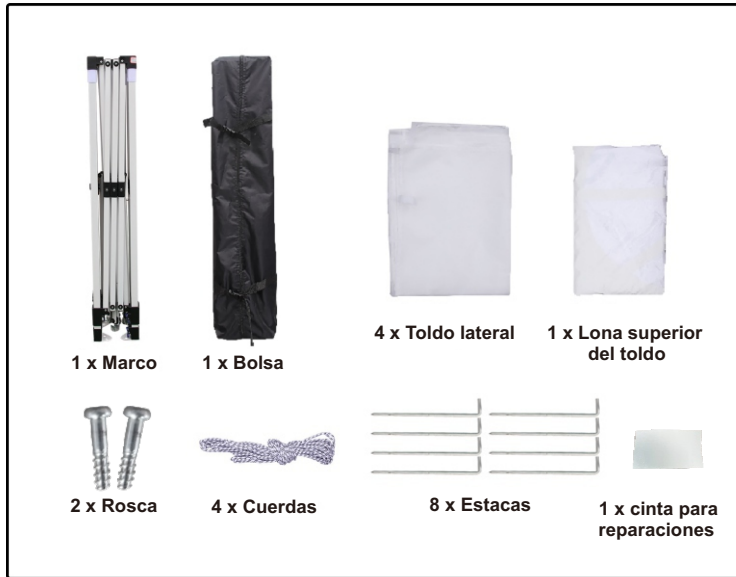 1 x Marco
1 x Bolsa
4 x Toldo lateral
1 x Lona superior
del toldo
2 x Rosca
4 x Cuerdas
8 x Estacas
1 x cinta para
reparaciones